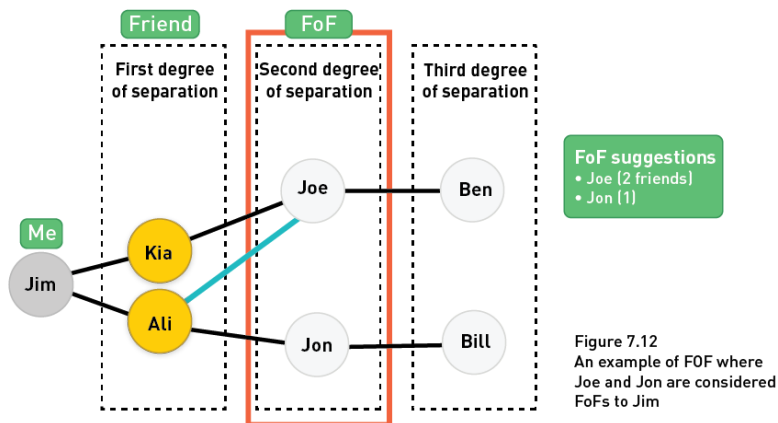 Friend
FoF
First degree
of separation
Second degree
of separation
Third degree
of separation
FoF suggestions
• Joe (2 friends)
• Jon (1)
Me
Jim
Kia
Ali
Joe
Jon
Ben
Bill
Figure 7.12
An example of FOF where
Joe and Jon are considered
FoFs to Jim